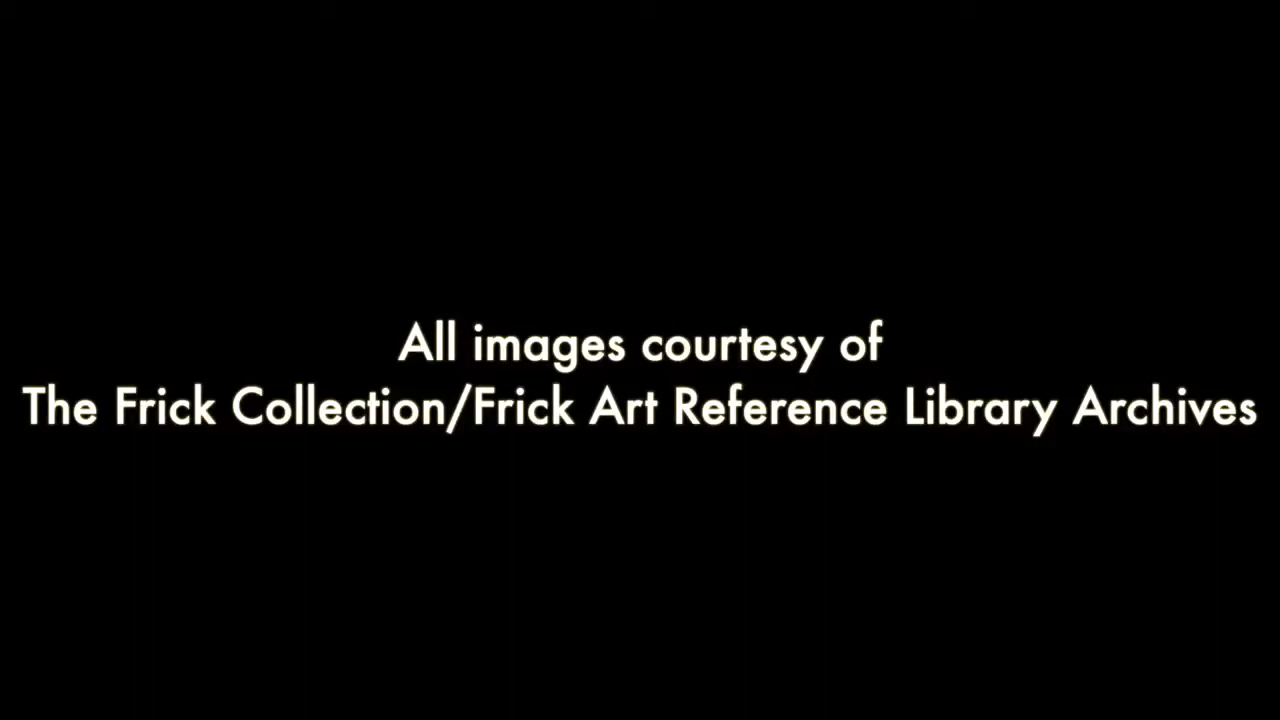 All images courtesy of
The Frick Collection/Frick Art Reference Library Archives